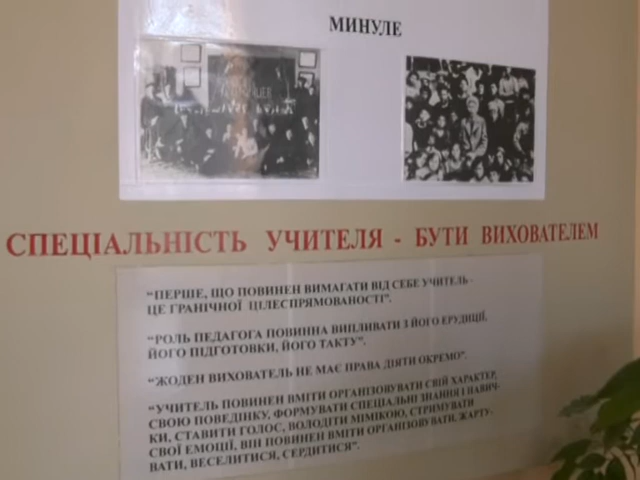 МИНУЛЕ
СПЕЦІАЛЬНІСТЬ УЧИТЕЛЯ - БУТИ ВИХОВАТЕЛЕМ
“ПЕРШЕ, ЩО ПОВИНЕН ВИМАГАТИ ВІД СЕБЕ УЧИТЕЛЬ -
ЦЕ ГРАНІЧНОЇ ЦІЛЕСПРЯМОВАНОСТІ”.
“РОЛЬ ПЕДАГОГА ПОВИННА ВИПЛИВАТИ З ЙОГО ЕРУДИЦІЇ,
ЙОГО ПІДГОТОВКИ, ЙОГО ТАКТУ”.
“ЖОДЕН ВИХОВАТЕЛЬ НЕ МАЄ ПРАВА ДІЯТИ ОКРЕМО”.
“УЧИТЕЛЬ ПОВИНЕН ВМІТИ ОРГАНІЗОВУВАТИ СВІЙ ХАРАКТЕР,
СВОЮ ПОВЕДІНКУ, ФОРМУВАТИ СПЕЦІАЛЬНІ ЗНАННЯ І НАВИЧ-
КИ, СТАВИТИ ГОЛОС, ВОЛОДІТИ МІМІКОЮ, СТРИМУВАТИ
СВОЇ ЕМОЦІЇ, ВІН ПОВИНЕН ВМІТИ ОРГАНІЗОВУВАТИ, ЖАРТУ-
ВАТИ, ВЕСЕЛИТИСЯ, СЕРДИТИСЯ”.